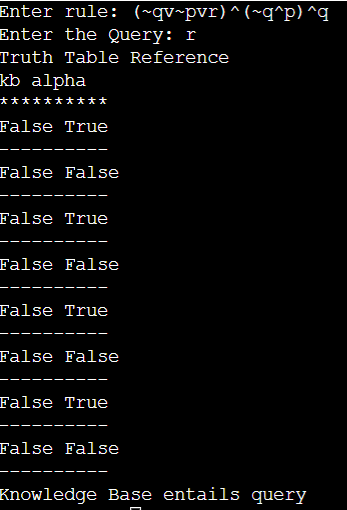 Enter rule: (~qv~pvr)^(~q^p)^q
Enter the Query: r
Truth Table Reference
kb alpha
**********
False True
----------
False False
----------
False True
----------
False False
----------
False True
----------
False False
----------
False True
----------
False False
----------
Knowledge Base entails query